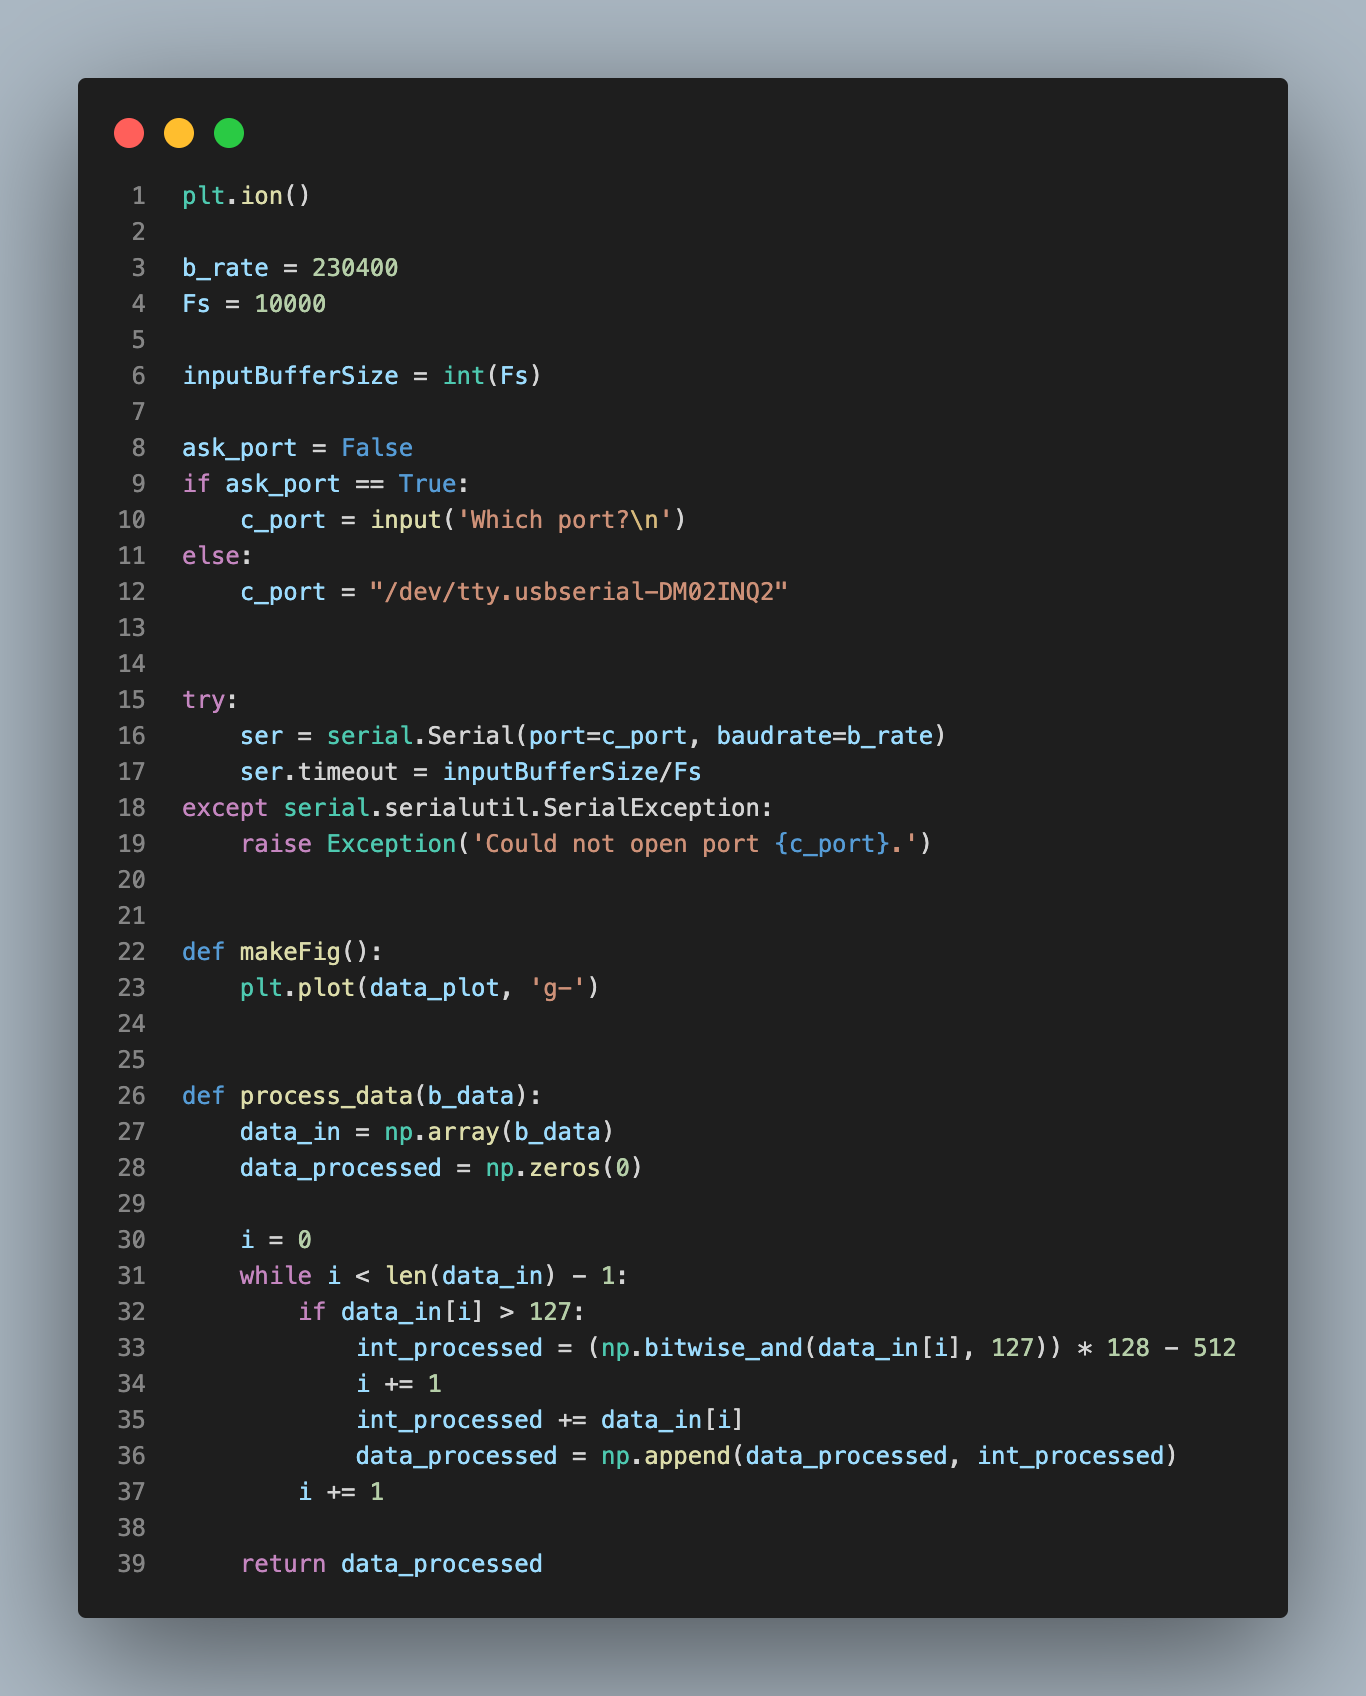 1 plt.ion()
2
3 b_rate = 230400
4 Fs = 10000
5
6 inputBufferSize = int(Fs)
7
8 ask_port = False
9 if ask_port == True:
10     c_port = input('Which port?\n')
11 else:
12     c_port = "/dev/tty.usbserial-DM02INQ2"
13
14
15 try:
16     ser = serial.Serial(port=c_port, baudrate=b_rate)
17     ser.timeout = inputBufferSize/Fs
18 except serial.serialutil.SerialException:
19     raise Exception('Could not open port {c_port}.')
20
21
22 def makeFig():
23     plt.plot(data_plot, 'g-')
24
25
26 def process_data(b_data):
27     data_in = np.array(b_data)
28     data_processed = np.zeros(0)
29
30     i = 0
31     while i < len(data_in) - 1:
32         if data_in[i] > 127:
33             int_processed = (np.bitwise_and(data_in[i], 127)) * 128 - 512
34             i += 1
35             int_processed += data_in[i]
36             data_processed = np.append(data_processed, int_processed)
37         i += 1
38
39     return data_processed